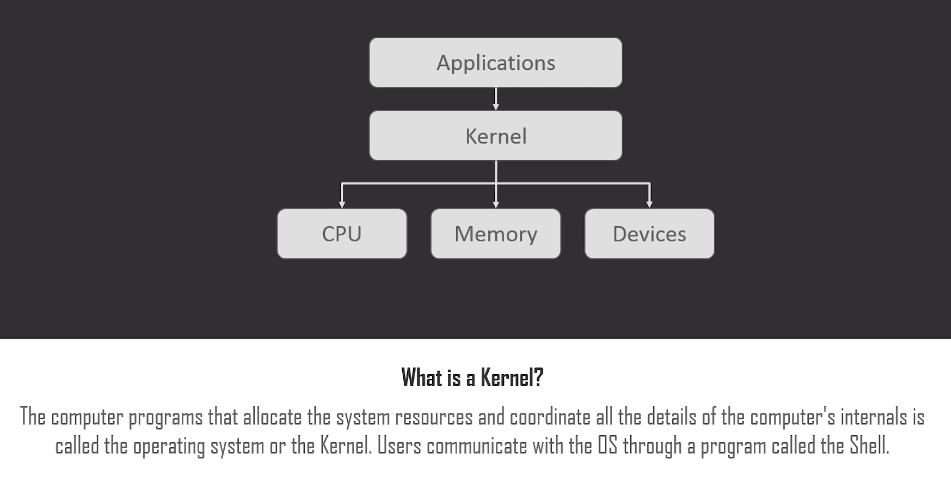 Applications
Kernel
CPU
Memory
Devices
What is a Kernel?
The computer programs that allocate the system resources and coordinate all the details of the computer's internals is
called the operating system or the Kernel. Users communicate with the OS through a program called the Shell.